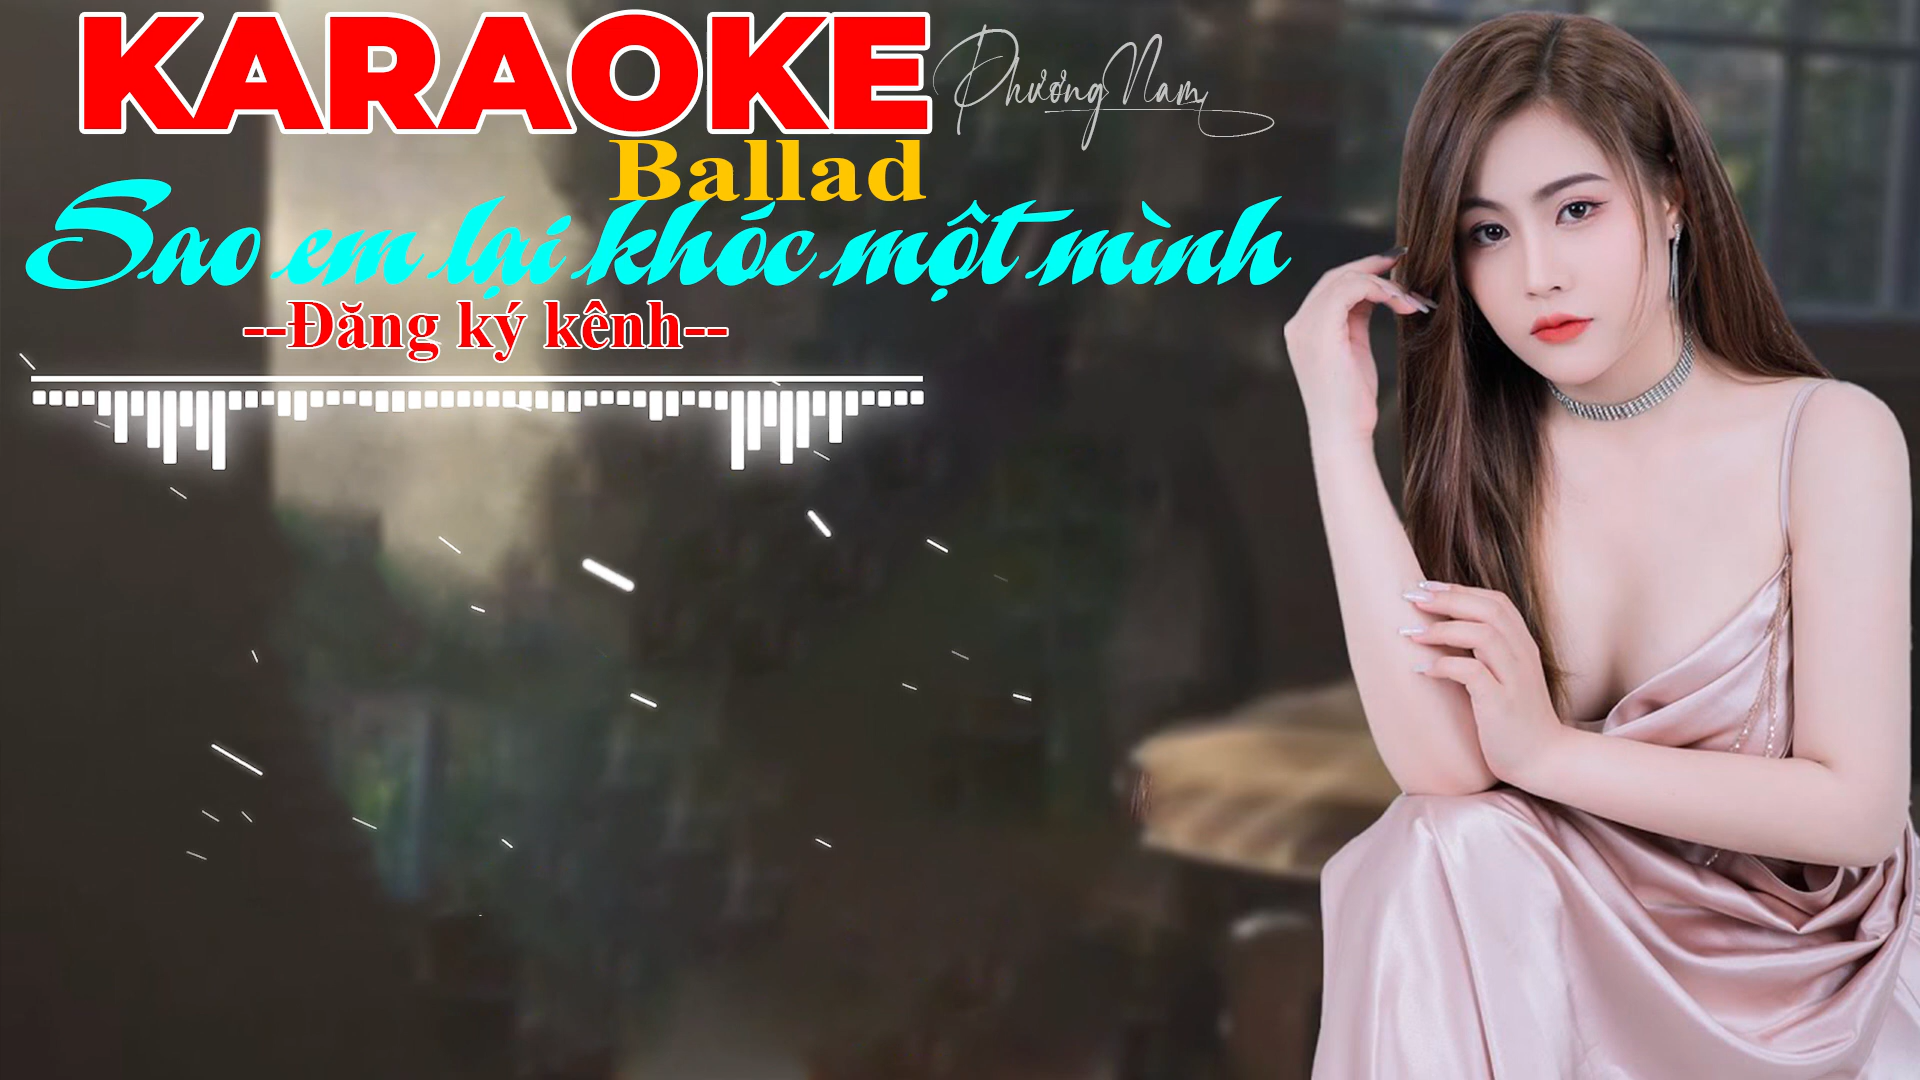 KARAOKE Phương Nam
Ballad
Sao em lại khóc một mình
--Đăng ký kênh--